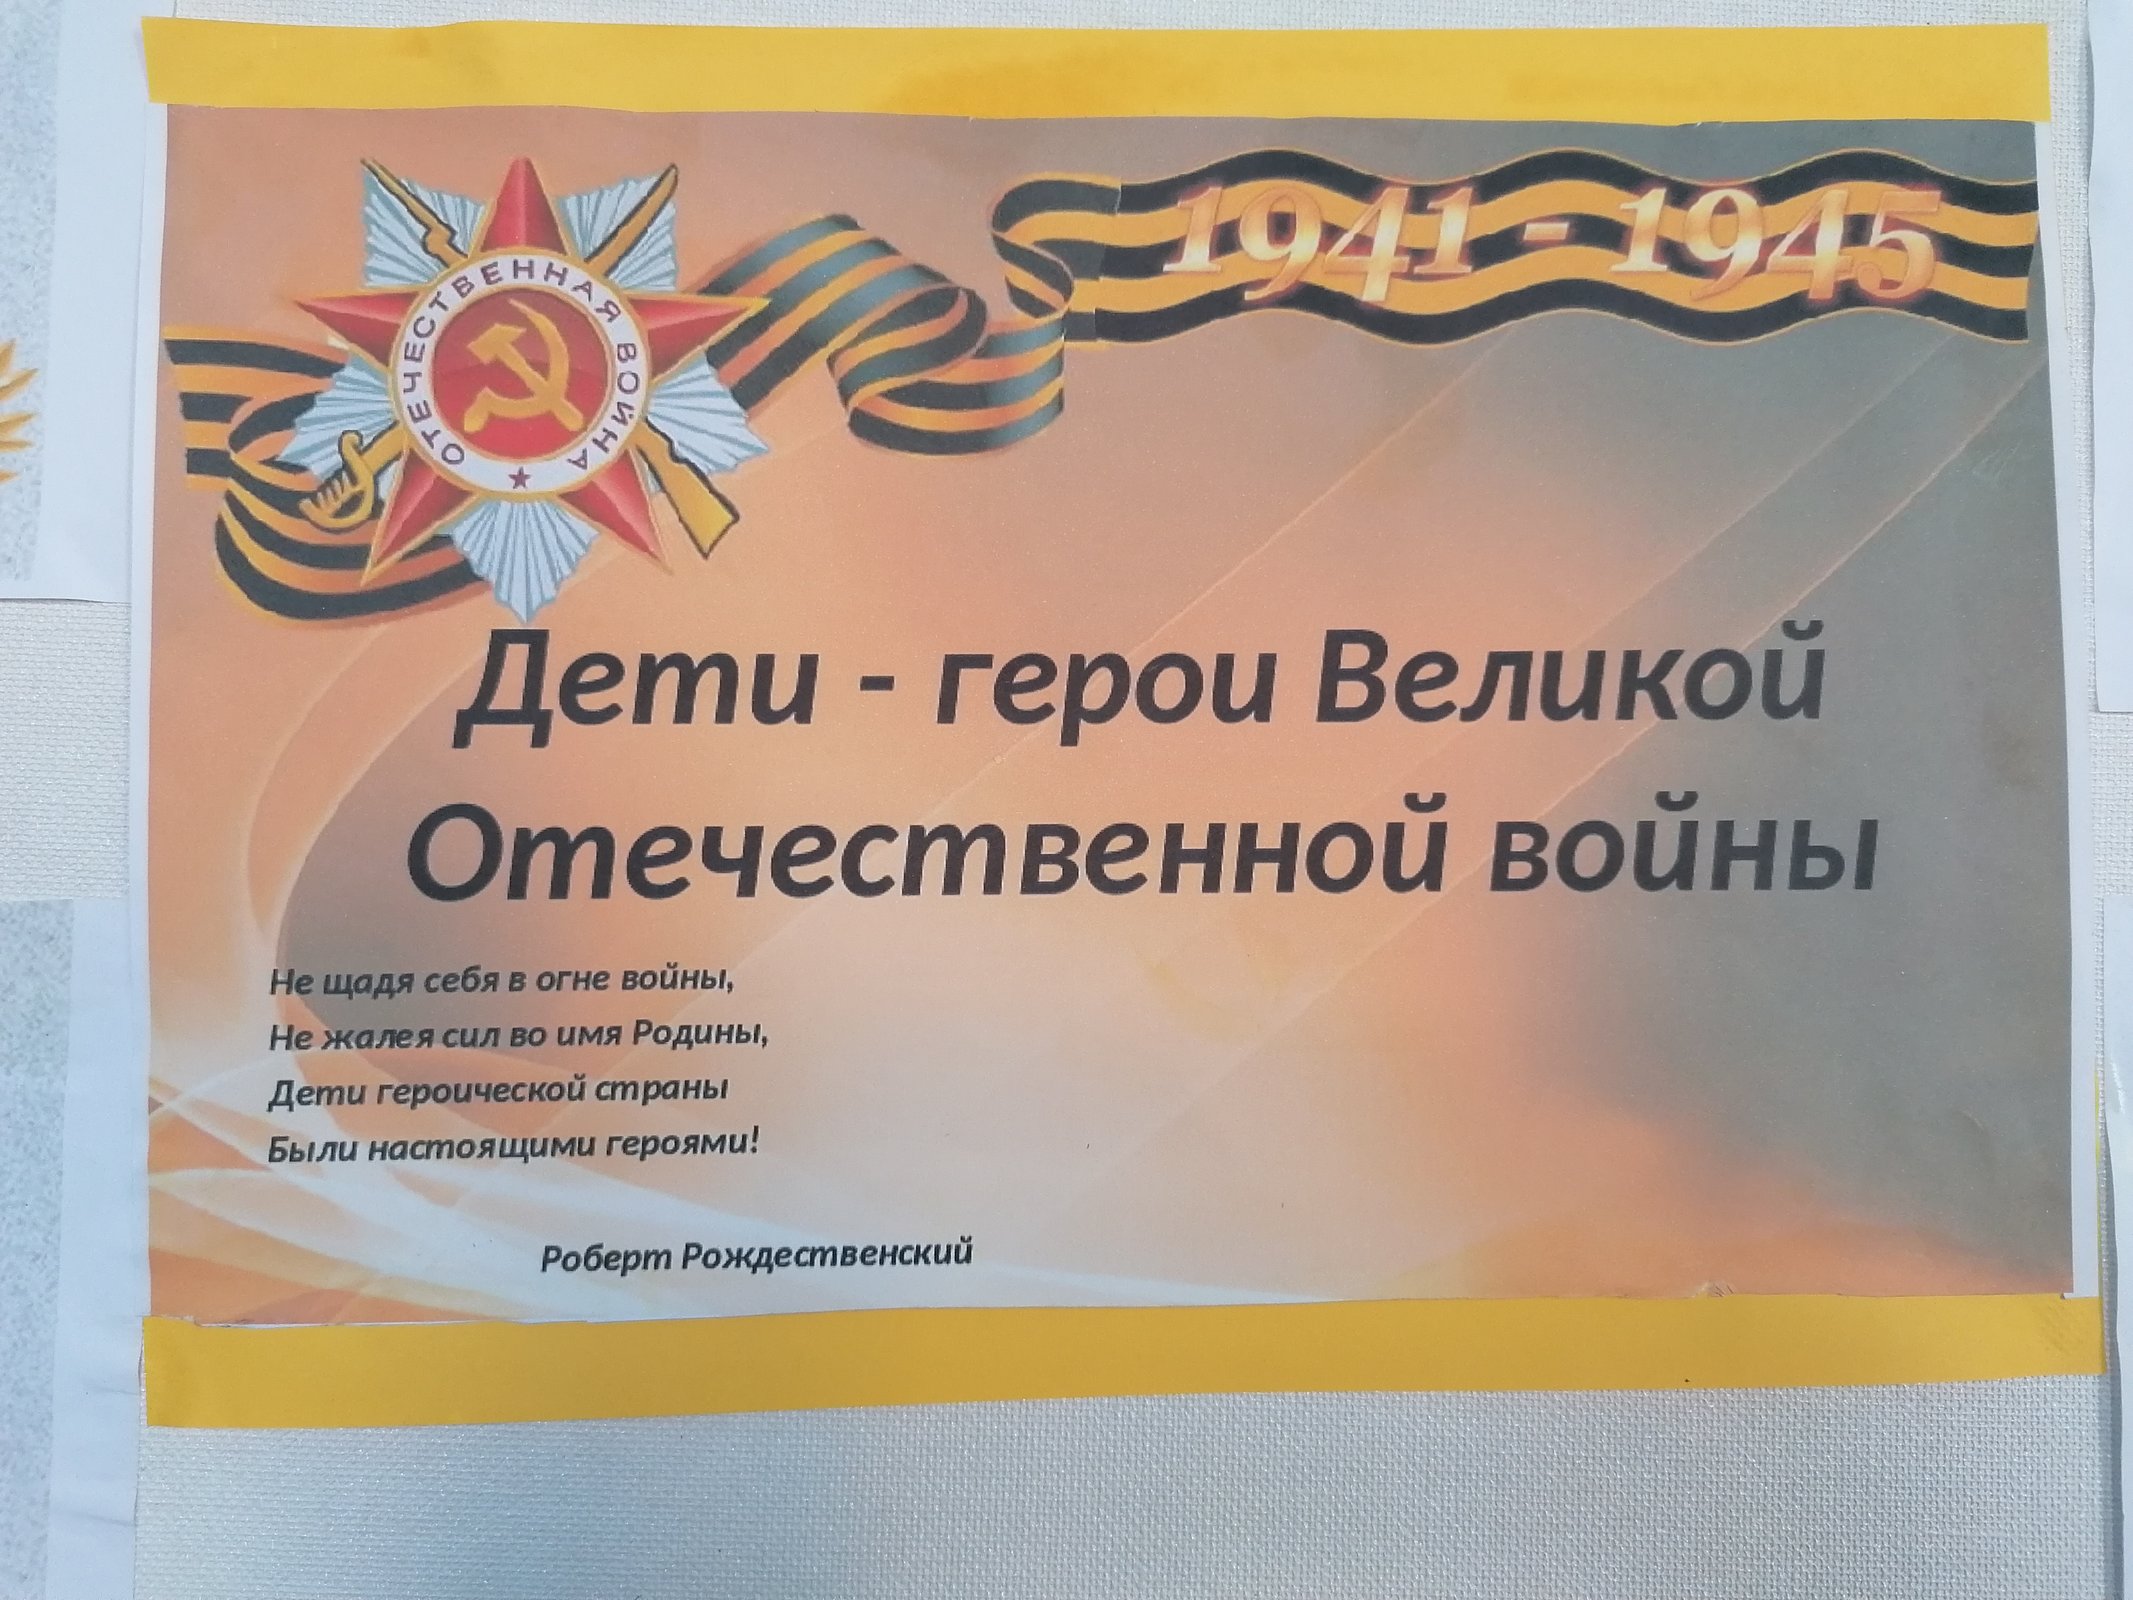 ОТЕЧЕСТВЕННАЯ ВОЙНА
1941 - 1945
Дети - герои Великой
Отечественной войны
Не щадя себя в огне войны,
Не жалея сил во имя Родины,
Дети героической страны
Были настоящими героями!
Роберт Рождественский